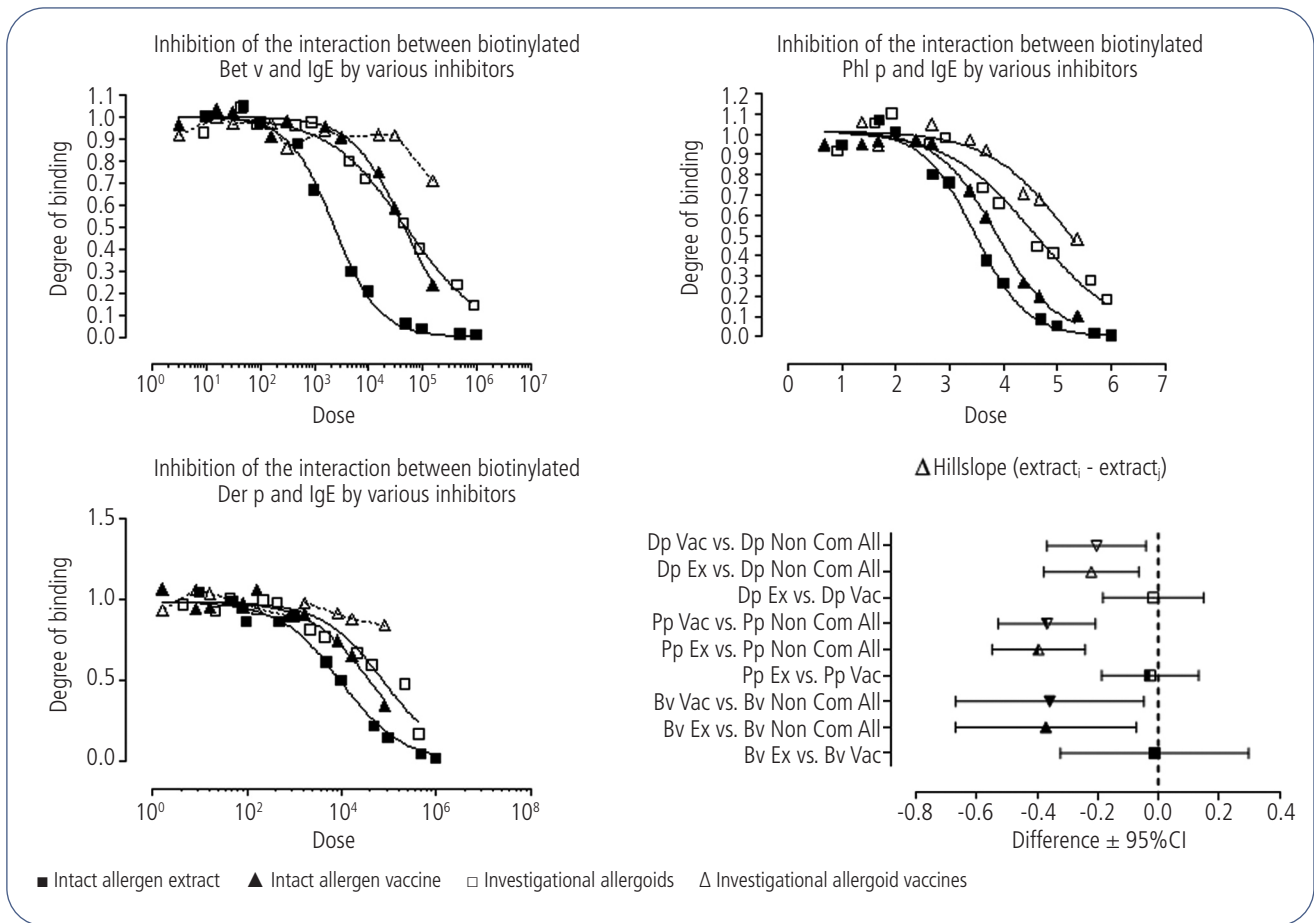 Inhibition of the interaction between biotinylated
Bet v and IgE by various inhibitors
Degree of binding
1.1
1.0
0.9
0.8
0.7
0.6
0.5
0.4
0.3
0.2
0.1
0.0
10⁰ 10¹ 10² 10³ 10⁴ 10⁵ 10⁶ 10⁷
Dose
Inhibition of the interaction between biotinylated
Phl p and IgE by various inhibitors
Degree of binding
1.2
1.1
1.0
0.9
0.8
0.7
0.6
0.5
0.4
0.3
0.2
0.1
0.0
0 1 2 3 4 5 6 7
Dose
Inhibition of the interaction between biotinylated
Der p and IgE by various inhibitors
Degree of binding
1.5
1.0
0.5
0.0
10⁰ 10² 10⁴ 10⁶ 10⁸
Dose
Δ Hillslope (extractᵢ - extractⱼ)
Dp Vac vs. Dp Non Com All
Dp Ex vs. Dp Non Com All
Dp Ex vs. Dp Vac
Pp Vac vs. Pp Non Com All
Pp Ex vs. Pp Non Com All
Pp Ex vs. Pp Vac
Bv Vac vs. Bv Non Com All
Bv Ex vs. Bv Non Com All
Bv Ex vs. Bv Vac
-0.8 -0.6 -0.4 -0.2 0.0 0.2 0.4
Difference ± 95%CI
■ Intact allergen extract ▲ Intact allergen vaccine □ Investigational allergoids Δ Investigational allergoid vaccines